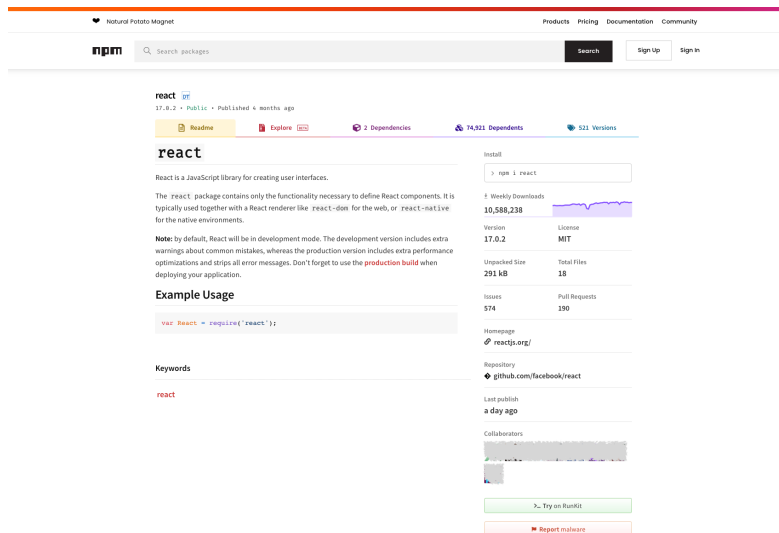 ❤ Natural Potato Magnet
Products Pricing Documentation Community
npm
Search packages
Search
Sign Up
Sign In
react DT
17.0.2 • Public • Published 4 months ago
Readme
Explore BETA
2 Dependencies
74,921 Dependents
521 Versions
react
React is a JavaScript library for creating user interfaces.
The react package contains only the functionality necessary to define React components. It is
typically used together with a React renderer like react-dom for the web, or react-native
for the native environments.
Note: by default, React will be in development mode. The development version includes extra
warnings about common mistakes, whereas the production version includes extra performance
optimizations and strips all error messages. Don't forget to use the production build when
deploying your application.
Example Usage
var React = require('react');
Keywords
react
Install
> npm i react
Weekly Downloads
10,588,238
Version
License
17.0.2
MIT
Unpacked Size
Total Files
291 kB
18
Issues
Pull Requests
574
190
Homepage
reactjs.org/
Repository
github.com/facebook/react
Last publish
a day ago
Collaborators
>_ Try on RunKit
Report malware